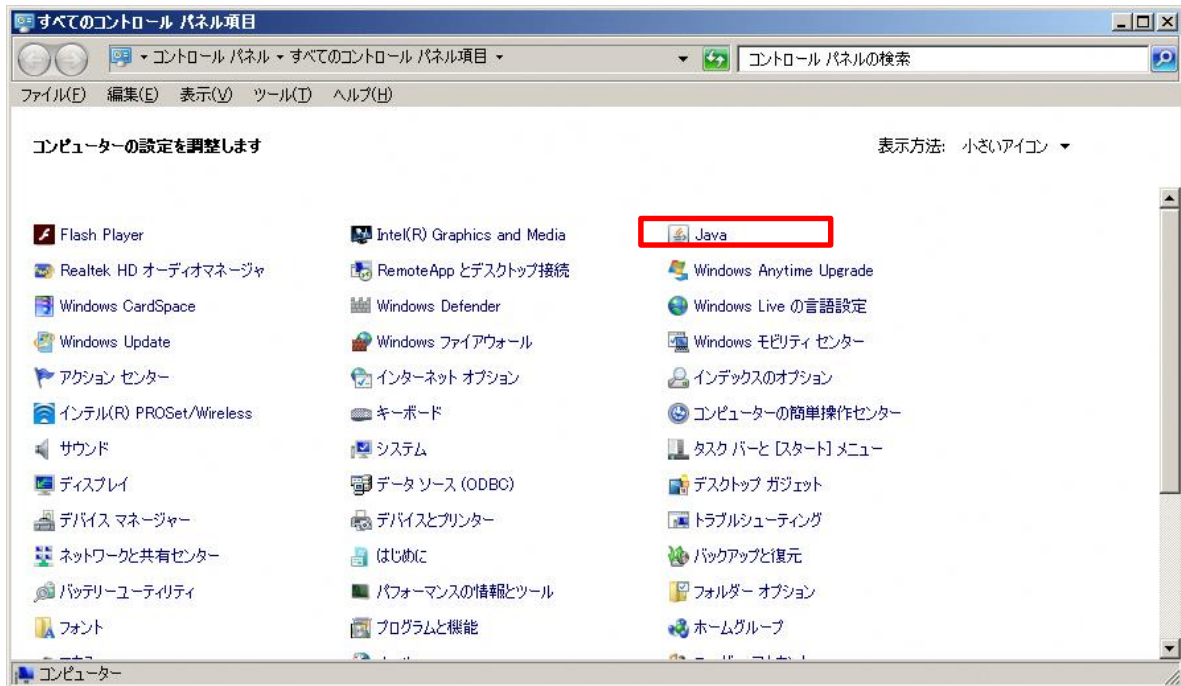 すべてのコントロール パネル項目
コントロール パネル すべてのコントロール パネル項目 コントロール パネルの検索
ファイル(F) 編集(E) 表示(V) ツール(T) ヘルプ(H)
コンピューターの設定を調整します 表示方法: 小さいアイコン
Flash Player Intel(R) Graphics and Media Java
Realtek HD オーディオマネージャ RemoteApp とデスクトップ接続 Windows Anytime Upgrade
Windows CardSpace Windows Defender Windows Live の言語設定
Windows Update Windows ファイアウォール Windows モビリティ センター
アクション センター インターネット オプション インデックスのオプション
インテル(R) PROSet/Wireless キーボード コンピューターの簡単操作センター
サウンド システム タスク バーと [スタート] メニュー
ディスプレイ データ ソース (ODBC) デスクトップ ガジェット
デバイス マネージャー デバイスとプリンター トラブルシューティング
ネットワークと共有センター はじめに バックアップと復元
バッテリーユーティリティ パフォーマンスの情報とツール フォルダー オプション
フォント プログラムと機能 ホームグループ
コンピューター